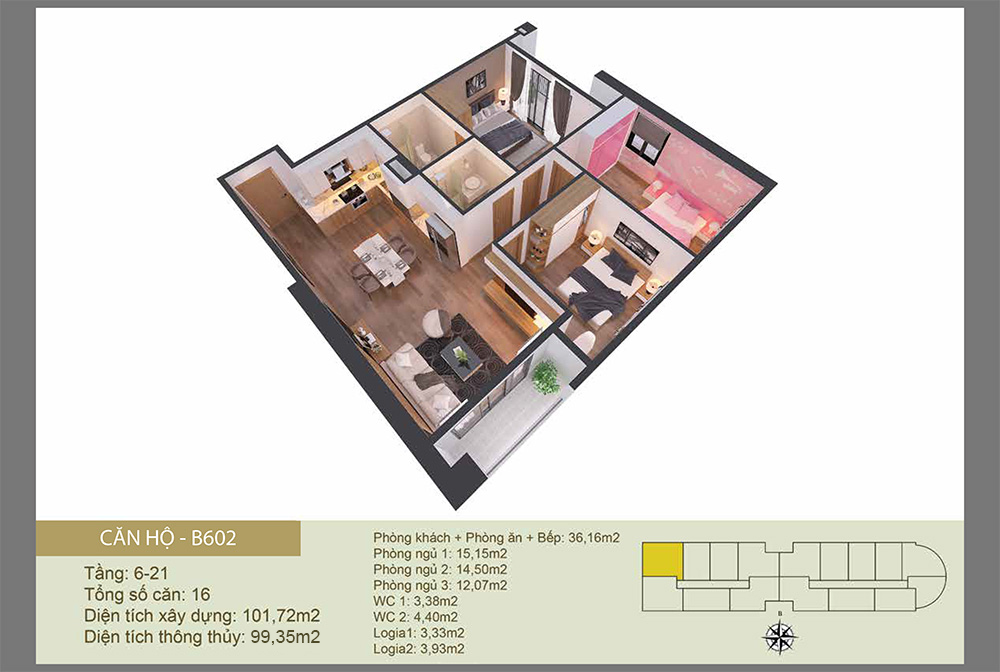 CĂN HỘ - B602
Tầng: 6-21
Tổng số căn: 16
Diện tích xây dựng: 101,72m2
Diện tích thông thủy: 99,35m2
Phòng khách + Phòng ăn + Bếp: 36,16m2
Phòng ngủ 1: 15,15m2
Phòng ngủ 2: 14,50m2
Phòng ngủ 3: 12,07m2
WC 1: 3,38m2
WC 2: 4,40m2
Logia1: 3,33m2
Logia2: 3,93m2
B